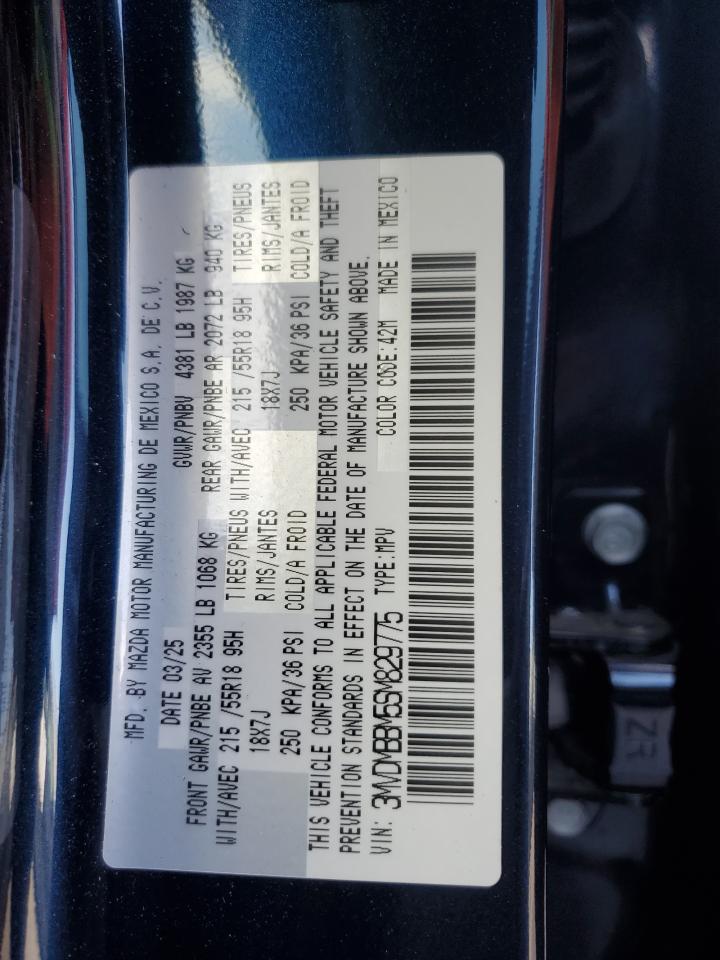 MFD. BY MAZDA MOTOR MANUFACTURING DE MEXICO S.A. DE C.V.
DATE 03/25 GVWR/PNBV 4381 LB 1987 KG
FRONT GAWR/PNBE AV 2355 LB 1068 KG REAR GAWR/PNBE AR 2072 LB 940 KG
WITH/AVEC 215 /55R18 95H TIRES/PNEUS WITH/AVEC 215 /55R18 95H TIRES/PNEUS
18X7J RIMS/JANTES 18X7J RIMS/JANTES
250 KPA/36 PSI COLD/A FROID 250 KPA/36 PSI COLD/A FROID
THIS VEHICLE CONFORMS TO ALL APPLICABLE FEDERAL MOTOR VEHICLE SAFETY AND THEFT
PREVENTION STANDARDS IN EFFECT ON THE DATE OF MANUFACTURE SHOWN ABOVE.
VIN: 3MVDMBBM5SM829775 TYPE:MPV COLOR CODE:42M MADE IN MEXICO
ZR